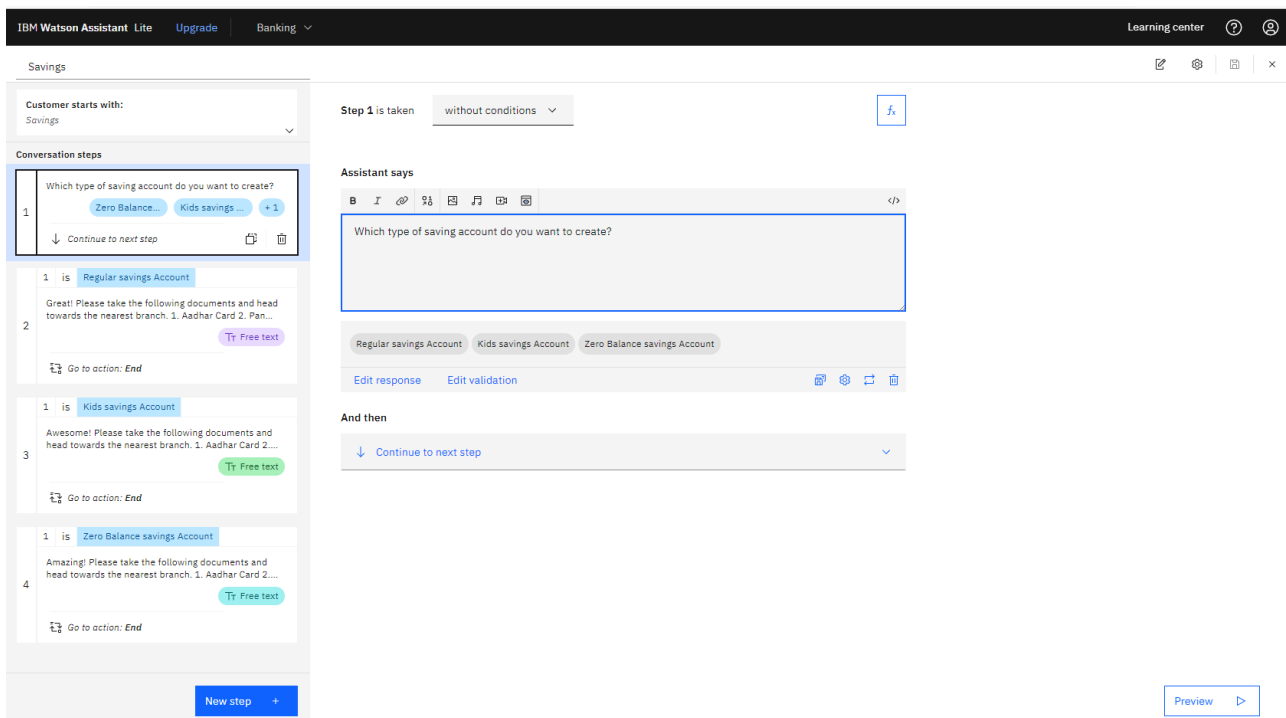 IBM Watson Assistant Lite Upgrade Banking Learning center
Savings
Customer starts with:
Savings
Conversation steps
1
Which type of saving account do you want to create?
Zero Balance... Kids savings ... + 1
Continue to next step
2
1 is Regular savings Account
Great! Please take the following documents and head
towards the nearest branch. 1. Aadhar Card 2. Pan...
Tт Free text
Go to action: End
3
1 is Kids savings Account
Awesome! Please take the following documents and
head towards the nearest branch. 1. Aadhar Card 2....
Tт Free text
Go to action: End
4
1 is Zero Balance savings Account
Amazing! Please take the following documents and
head towards the nearest branch. 1. Aadhar Card 2....
Tт Free text
Go to action: End
New step +
Step 1 is taken without conditions fx
Assistant says
B I </>
Which type of saving account do you want to create?
Regular savings Account Kids savings Account Zero Balance savings Account
Edit response Edit validation
And then
Continue to next step
Preview